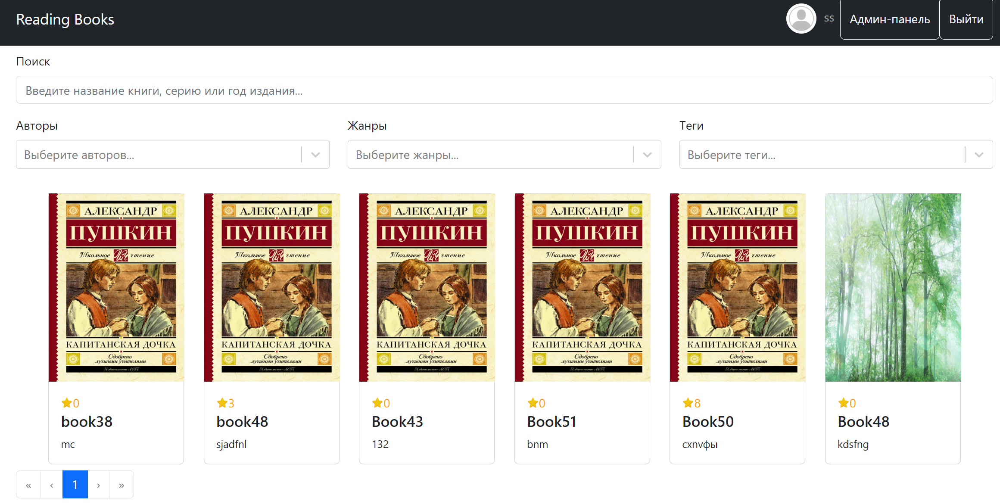 Reading Books
ss
Админ-панель
Выйти
Поиск
Введите название книги, серию или год издания...
Авторы
Жанры
Теги
Выберите авторов...
Выберите жанры...
Выберите теги...
АЛЕКСАНДР
ПУШКИН
Школьное чтение
КАПИТАНСКАЯ ДОЧКА
Одобрено
лучшими учителями
Издательство АСТ
0
book38
mc
АЛЕКСАНДР
ПУШКИН
Школьное чтение
КАПИТАНСКАЯ ДОЧКА
Одобрено
лучшими учителями
Издательство АСТ
3
book48
sjadfnl
АЛЕКСАНДР
ПУШКИН
Школьное чтение
КАПИТАНСКАЯ ДОЧКА
Одобрено
лучшими учителями
Издательство АСТ
0
Book43
132
АЛЕКСАНДР
ПУШКИН
Школьное чтение
КАПИТАНСКАЯ ДОЧКА
Одобрено
лучшими учителями
Издательство АСТ
0
Book51
bnm
АЛЕКСАНДР
ПУШКИН
Школьное чтение
КАПИТАНСКАЯ ДОЧКА
Одобрено
лучшими учителями
Издательство АСТ
8
Book50
cxnvфы
0
Book48
kdsfng
« ‹ 1 › »